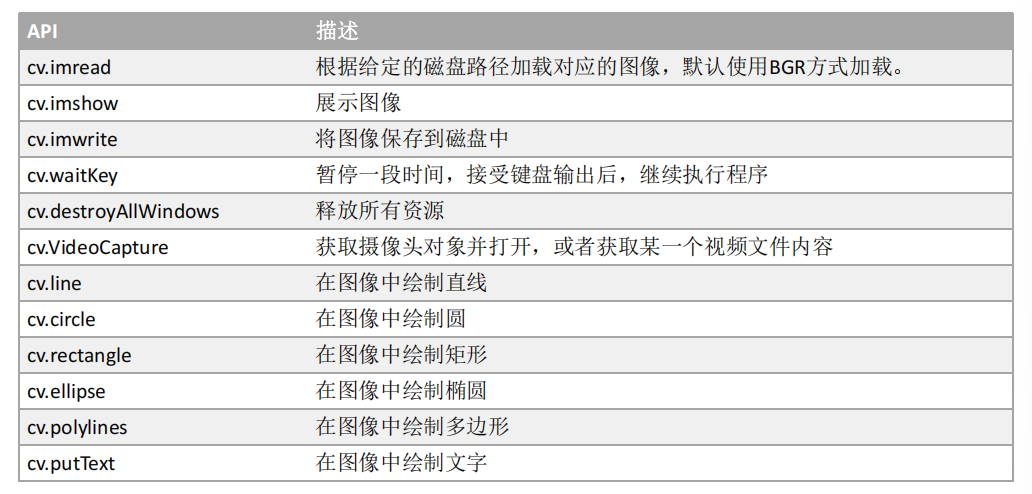 API 描述
cv.imread 根据给定的磁盘路径加载对应的图像，默认使用BGR方式加载。
cv.imshow 展示图像
cv.imwrite 将图像保存到磁盘中
cv.waitKey 暂停一段时间，接受键盘输出后，继续执行程序
cv.destroyAllWindows 释放所有资源
cv.VideoCapture 获取摄像头对象并打开，或者获取某一个视频文件内容
cv.line 在图像中绘制直线
cv.circle 在图像中绘制圆
cv.rectangle 在图像中绘制矩形
cv.ellipse 在图像中绘制椭圆
cv.polylines 在图像中绘制多边形
cv.putText 在图像中绘制文字